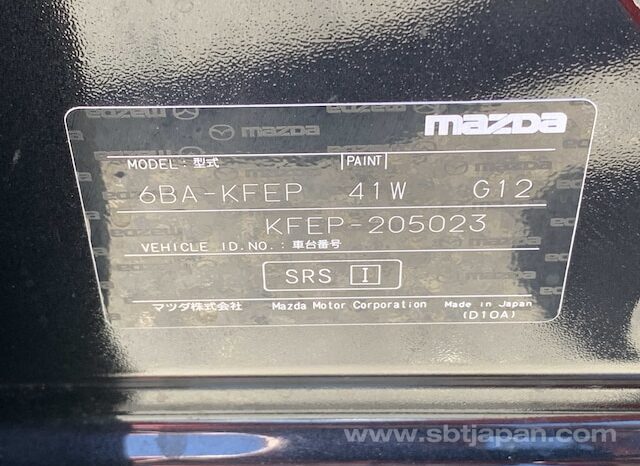 mazda
MODEL : 型式 PAINT
6BA-KFEP 41W G12
KFEP-205023
VEHICLE I.D.NO. : 車台番号
SRS I
マツダ株式会社 Mazda Motor Corporation Made in Japan
(D10A)
www.sbtjapan.com